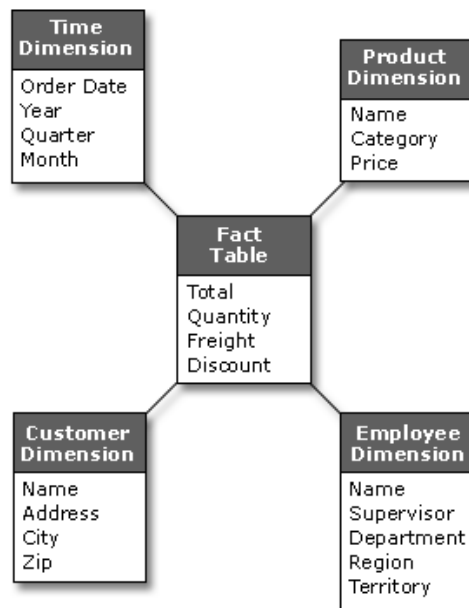 Time
Dimension
Order Date
Year
Quarter
Month
Product
Dimension
Name
Category
Price
Fact
Table
Total
Quantity
Freight
Discount
Customer
Dimension
Name
Address
City
Zip
Employee
Dimension
Name
Supervisor
Department
Region
Territory